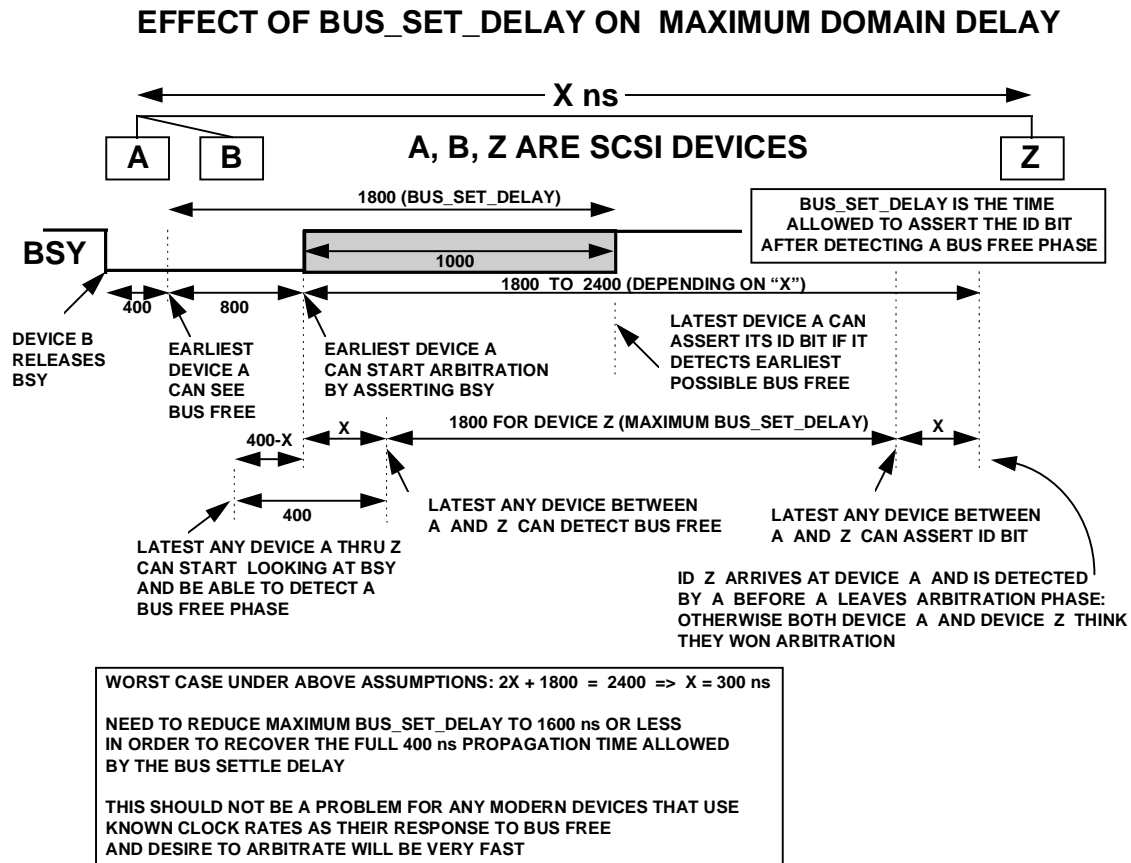 EFFECT OF BUS_SET_DELAY ON MAXIMUM DOMAIN DELAY
X ns
A
B
A, B, Z ARE SCSI DEVICES
Z
1800 (BUS_SET_DELAY)
BUS_SET_DELAY IS THE TIME
ALLOWED TO ASSERT THE ID BIT
AFTER DETECTING A BUS FREE PHASE
BSY
1000
400
800
1800 TO 2400 (DEPENDING ON “X”)
DEVICE B
RELEASES
BSY
EARLIEST
DEVICE A
CAN SEE
BUS FREE
EARLIEST DEVICE A
CAN START ARBITRATION
BY ASSERTING BSY
LATEST DEVICE A CAN
ASSERT ITS ID BIT IF IT
DETECTS EARLIEST
POSSIBLE BUS FREE
400-X
X
1800 FOR DEVICE Z (MAXIMUM BUS_SET_DELAY)
X
400
LATEST ANY DEVICE BETWEEN
A AND Z CAN DETECT BUS FREE
LATEST ANY DEVICE BETWEEN
A AND Z CAN ASSERT ID BIT
LATEST ANY DEVICE A THRU Z
CAN START LOOKING AT BSY
AND BE ABLE TO DETECT A
BUS FREE PHASE
ID Z ARRIVES AT DEVICE A AND IS DETECTED
BY A BEFORE A LEAVES ARBITRATION PHASE:
OTHERWISE BOTH DEVICE A AND DEVICE Z THINK
THEY WON ARBITRATION
WORST CASE UNDER ABOVE ASSUMPTIONS: 2X + 1800 = 2400 => X = 300 ns
NEED TO REDUCE MAXIMUM BUS_SET_DELAY TO 1600 ns OR LESS
IN ORDER TO RECOVER THE FULL 400 ns PROPAGATION TIME ALLOWED
BY THE BUS SETTLE DELAY
THIS SHOULD NOT BE A PROBLEM FOR ANY MODERN DEVICES THAT USE
KNOWN CLOCK RATES AS THEIR RESPONSE TO BUS FREE
AND DESIRE TO ARBITRATE WILL BE VERY FAST